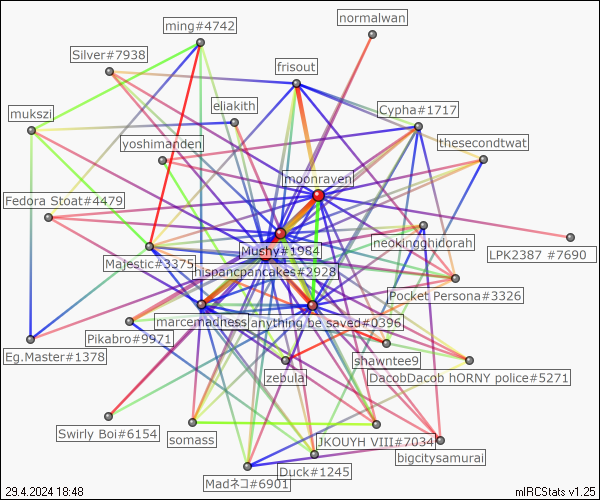 normalwan
ming#4742
Silver#7938
frisout
eliakith
Cypha#1717
mukszi
yoshimanden
thesecondtwat
moonraven
Fedora Stoat#4479
neokingghidorah
Mushy#1984
LPK2387 #7690
Majestic#3375
hispancpancakes#2928
Pocket Persona#3326
marcemadness
anything be saved#0396
Pikabro#9971
Eg.Master#1378
shawntee9
zebula
DacobDacob hORNY police#5271
Swirly Boi#6154
somass
JKOUYH VIII#7034
bigcitysamurai
Duck#1245
Madネコ#6901
29.4.2024 18:48
mIRCStats v1.25